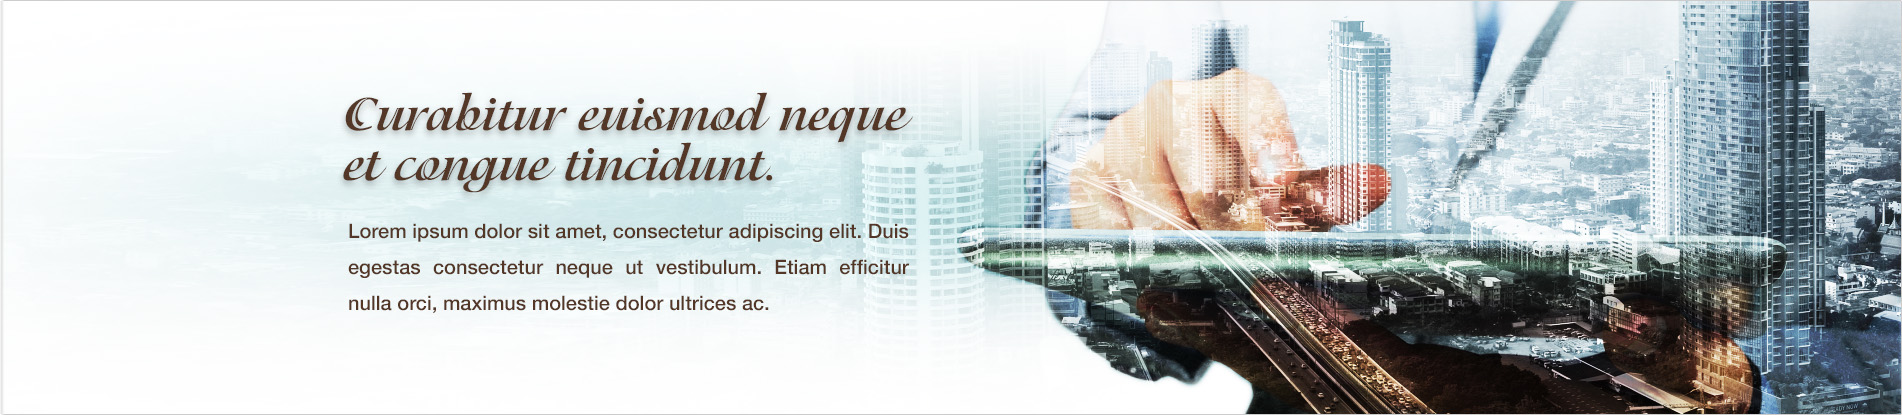 Curabitur euismod neque
et congue tincidunt.
Lorem ipsum dolor sit amet, consectetur adipiscing elit. Duis
egestas consectetur neque ut vestibulum. Etiam efficitur
nulla orci, maximus molestie dolor ultrices ac.